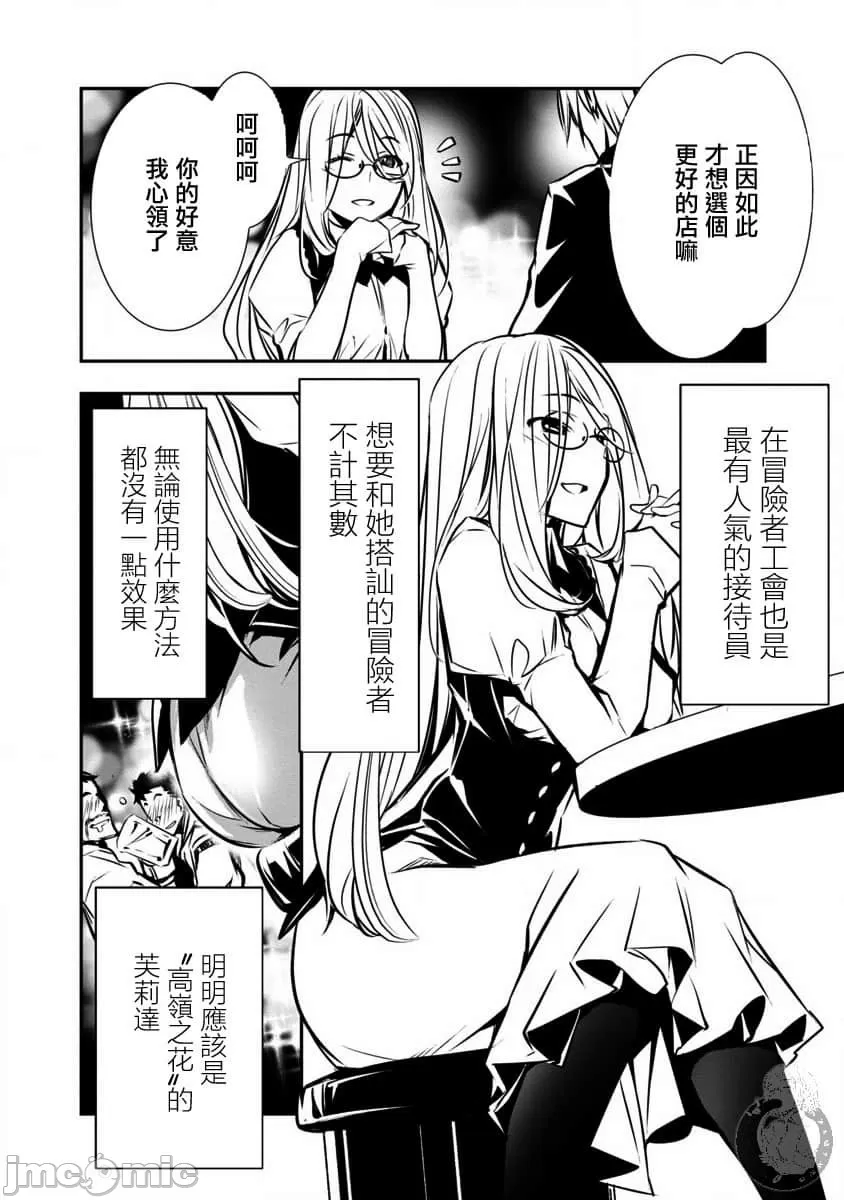 正因如此
才想選個
更好的店嘛
呵呵呵
你的好意
我心領了
在冒險者工會也是
最有人氣的接待員
想要和她搭訕的冒險者
不計其數
無論使用什麼方法
都沒有一點效果
明明應該是
〝高嶺之花〞的
芙莉達
jmcomic